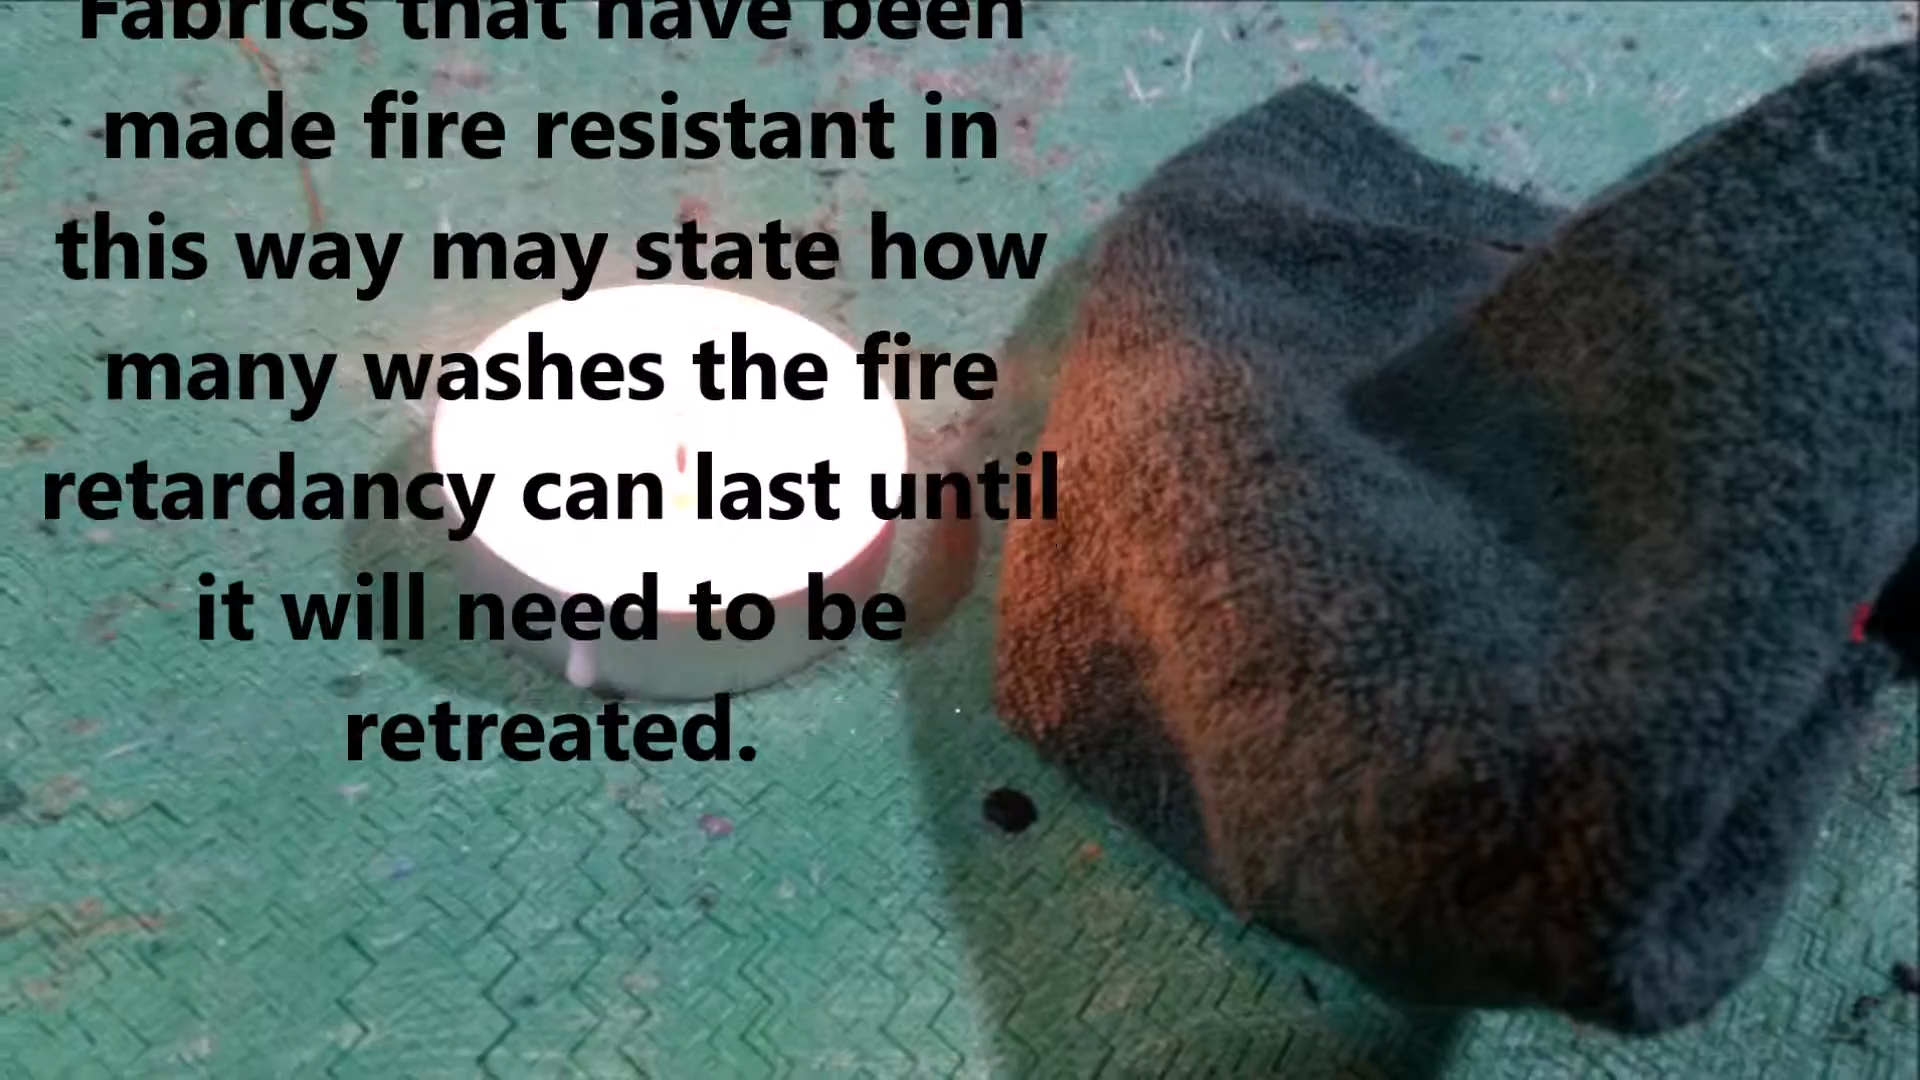 Fabrics that have been
made fire resistant in
this way may state how
many washes the fire
retardancy can last until
it will need to be
retreated.